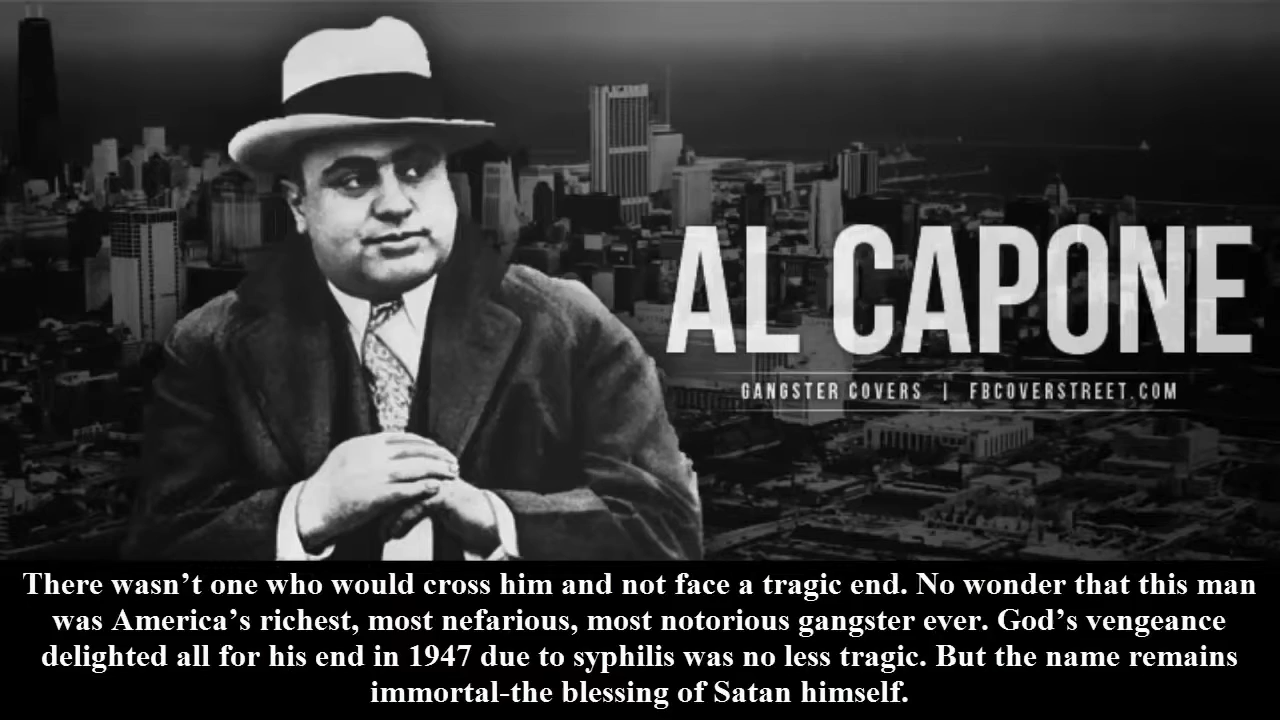 AL CAPONE
GANGSTER COVERS | FBCOVERSTREET.COM
There wasn’t one who would cross him and not face a tragic end. No wonder that this man
was America’s richest, most nefarious, most notorious gangster ever. God’s vengeance
delighted all for his end in 1947 due to syphilis was no less tragic. But the name remains
immortal-the blessing of Satan himself.